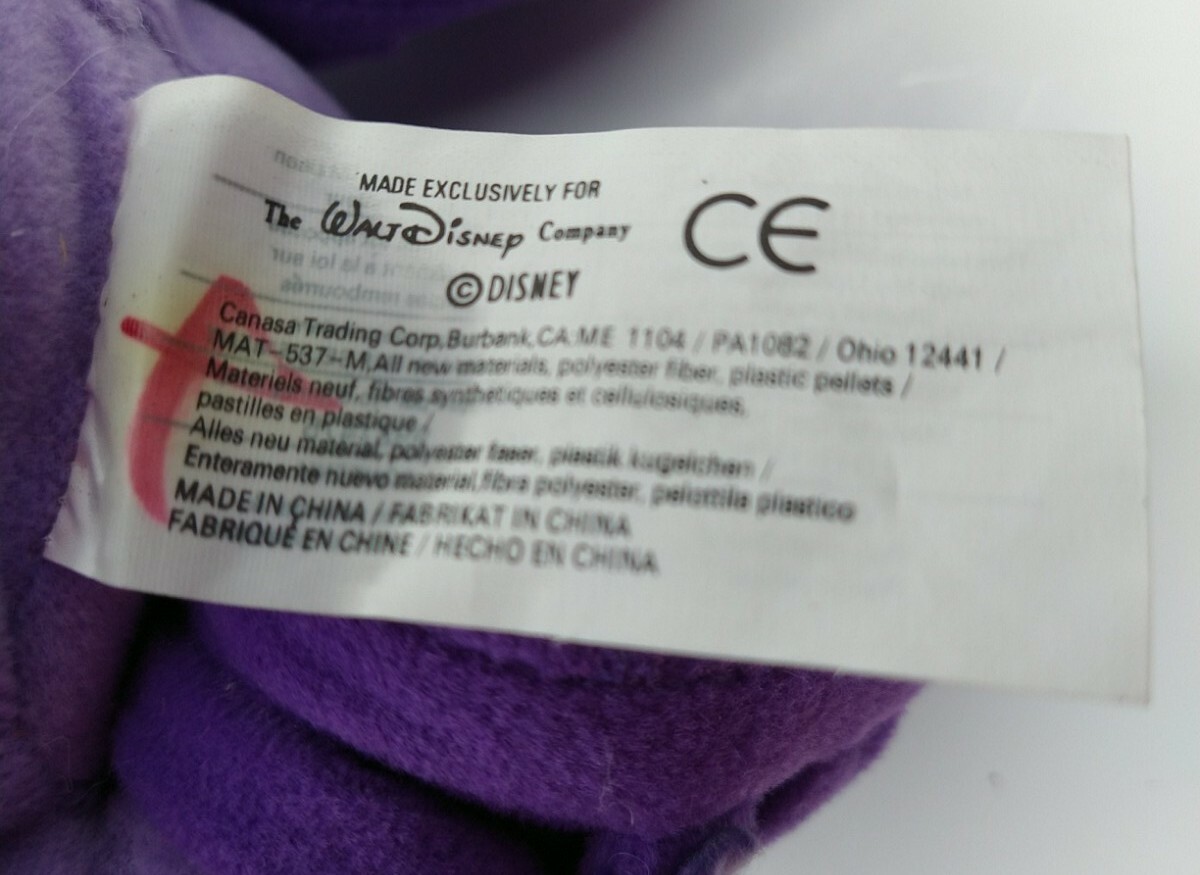 MADE EXCLUSIVELY FOR
The WALT DISNEY Company
CE
©DISNEY
Canasa Trading Corp,Burbank,CA:ME 1104 / PA1082 / Ohio 12441 /
MAT-537-M,All new materials, polyester fiber, plastic pellets /
Materiels neuf, fibres synthetiques et cellulosiques,
pastilles en plastique /
Alles neu material, polyester faser, plastik kugelchen /
Enteramente nuevo material,fibra polyester, pelotilla plastico
MADE IN CHINA / FABRIKAT IN CHINA
FABRIQUÉ EN CHINE / HECHO EN CHINA